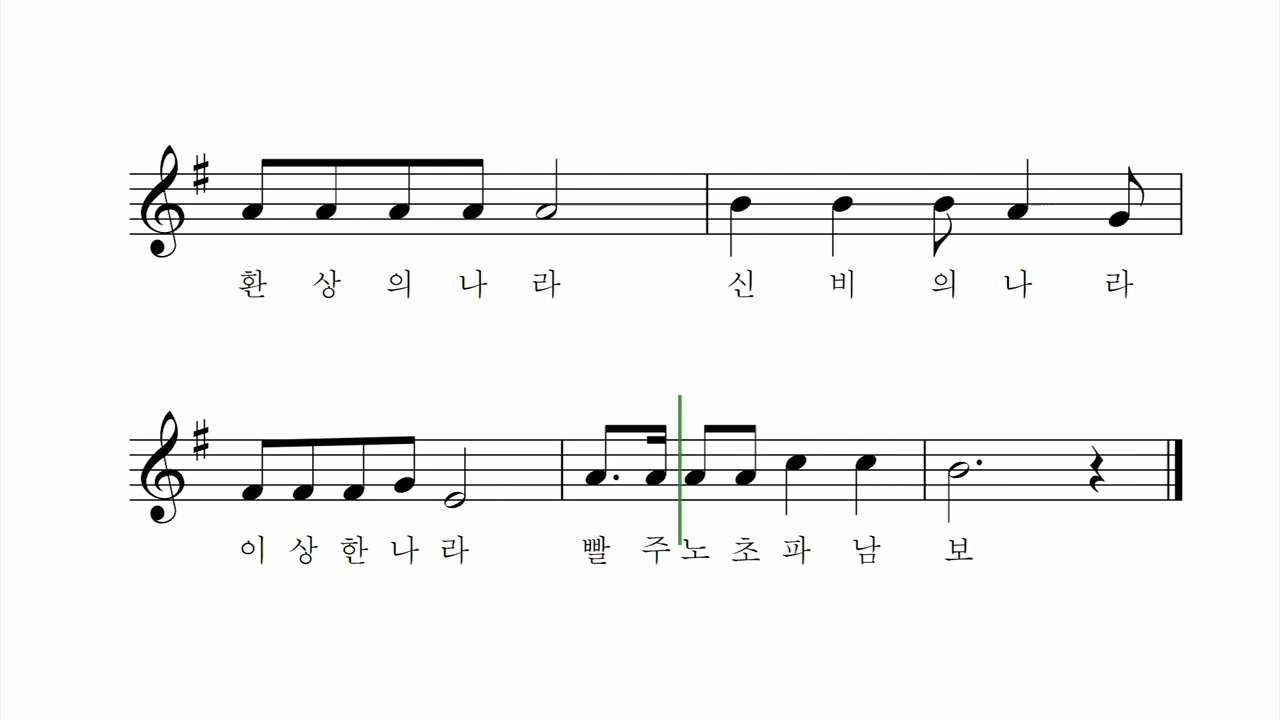 환 상 의 나 라 신 비 의 나 라
이 상 한 나 라 빨 주 노 초 파 남 보